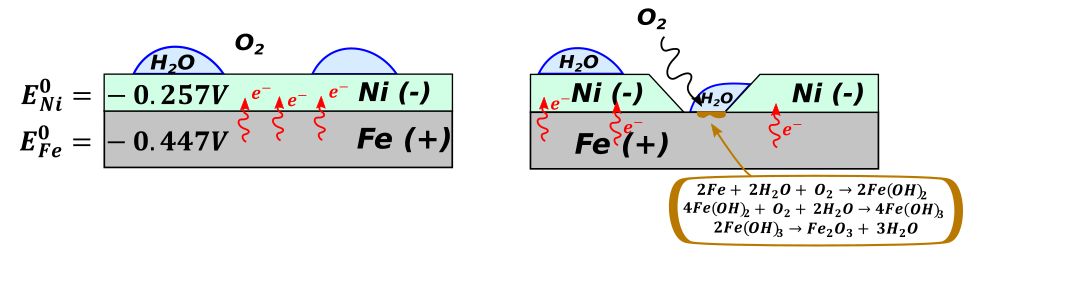 O₂
H₂O
E⁰Ni = −0.257V e⁻ e⁻ e⁻ Ni (-)
E⁰Fe = −0.447V Fe (+)
O₂
H₂O
e⁻ Ni (-) H₂O Ni (-)
Fe (+) e⁻ e⁻
2Fe + 2H₂O + O₂ → 2Fe(OH)₂
4Fe(OH)₂ + O₂ + 2H₂O → 4Fe(OH)₃
2Fe(OH)₃ → Fe₂O₃ + 3H₂O